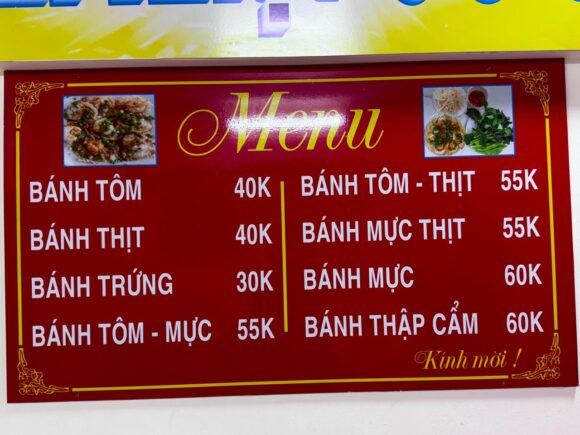 Menu
BÁNH TÔM 40K
BÁNH THỊT 40K
BÁNH TRỨNG 30K
BÁNH TÔM - MỰC 55K
BÁNH TÔM - THỊT 55K
BÁNH MỰC THỊT 55K
BÁNH MỰC 60K
BÁNH THẬP CẨM 60K
Kính mời !